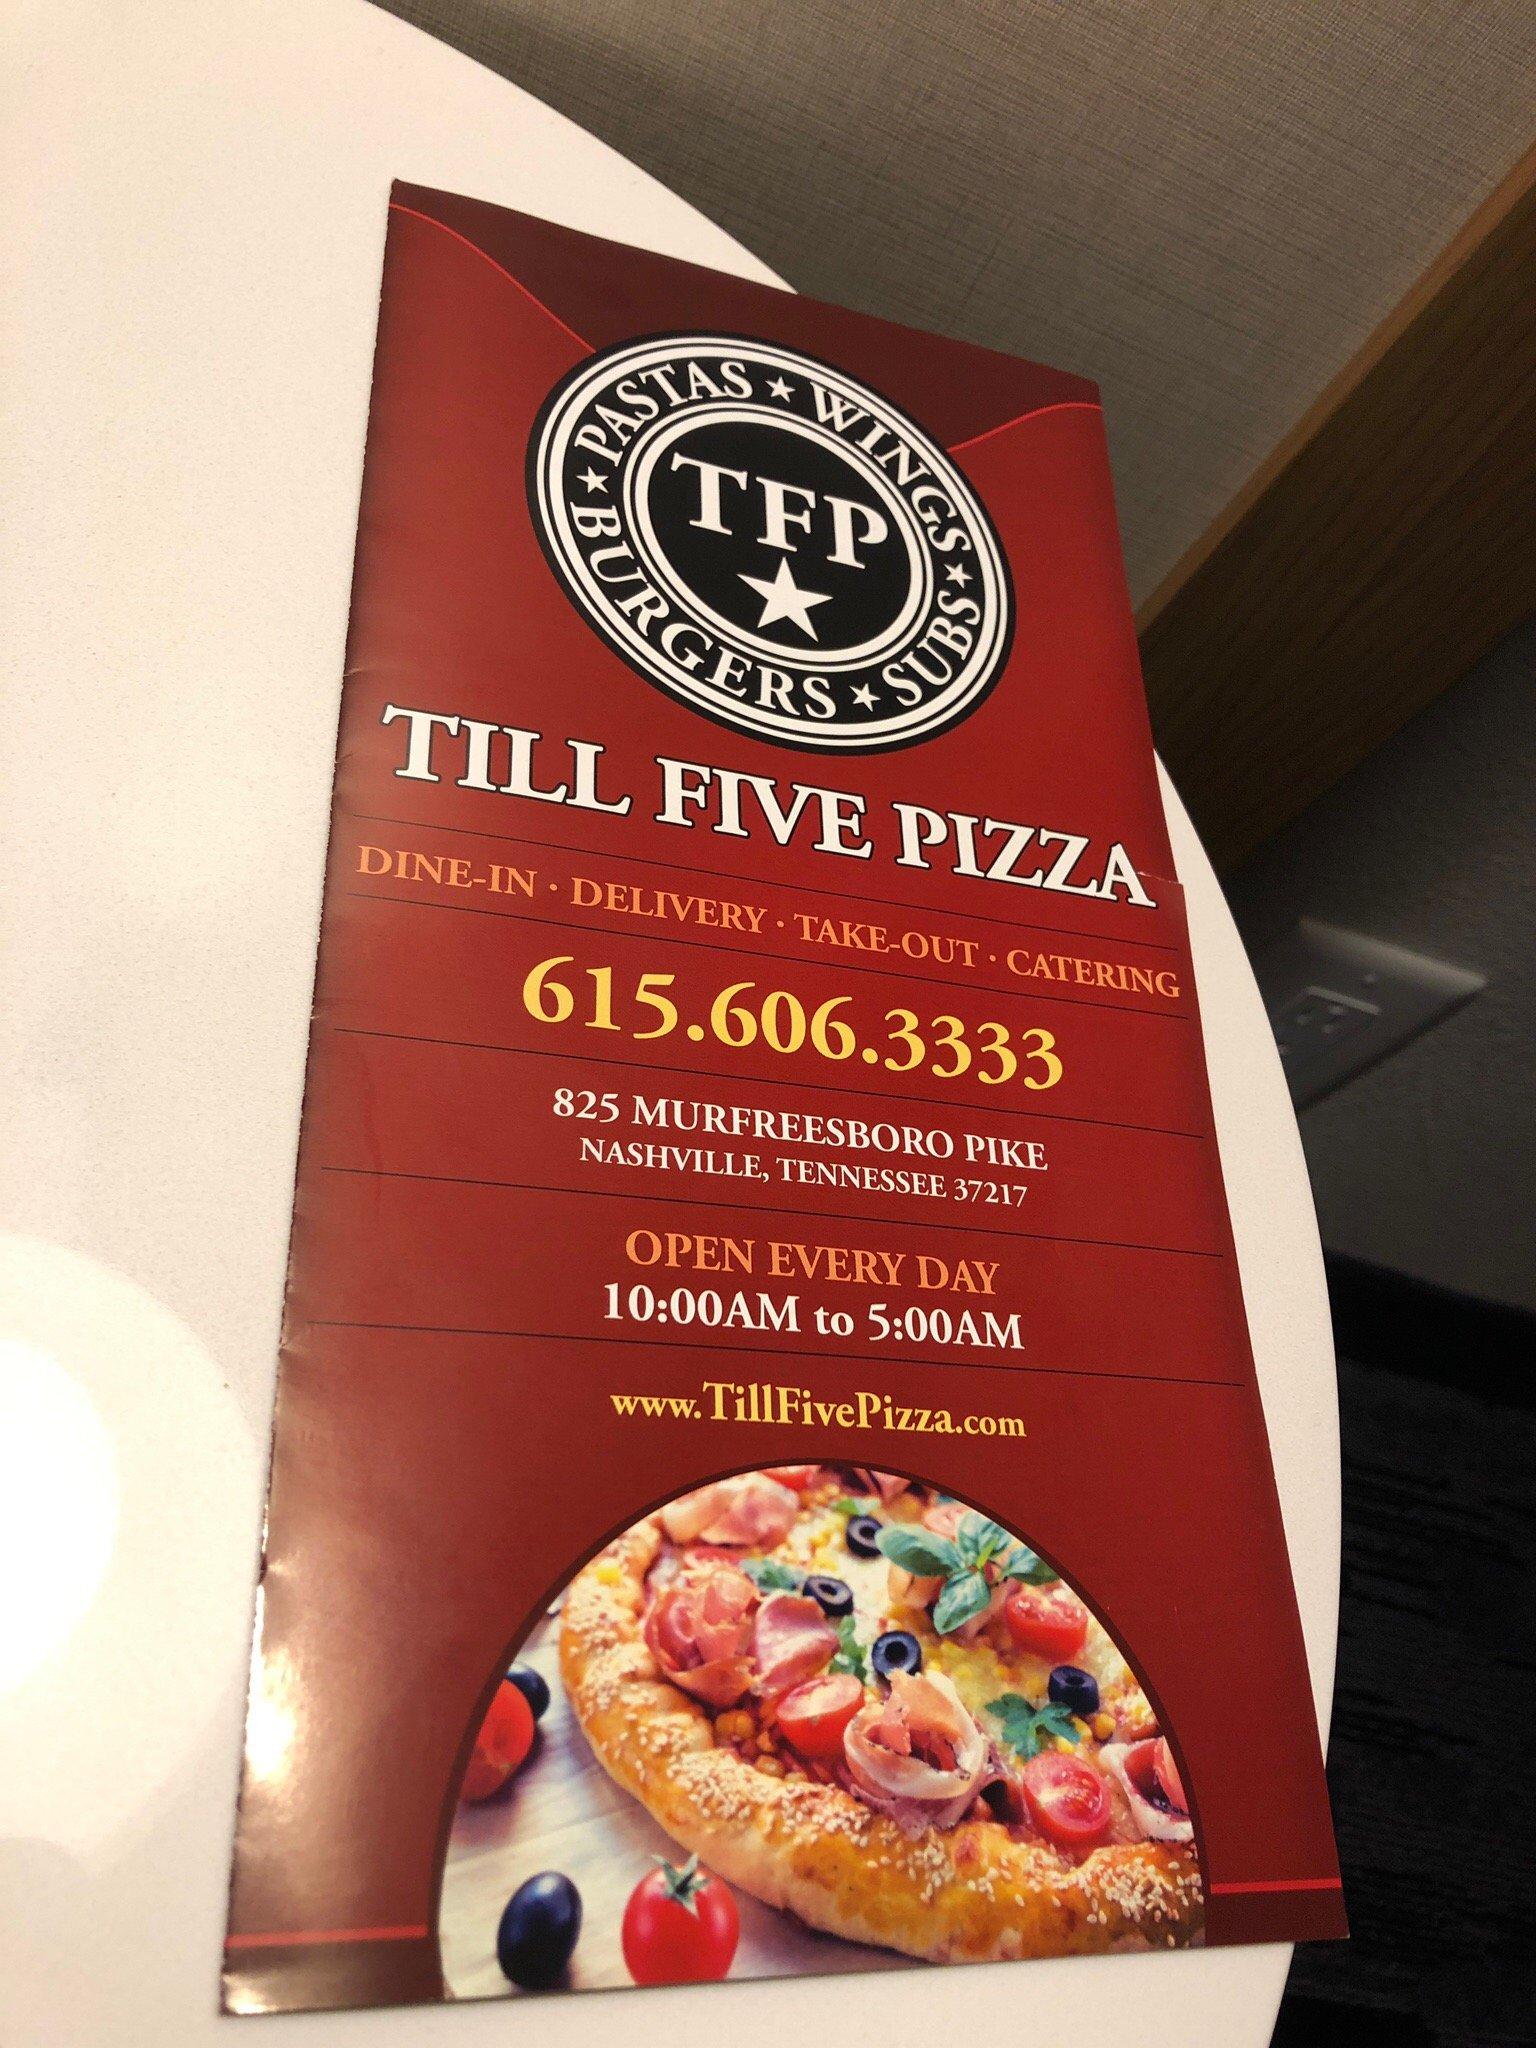 PASTAS ★ WINGS ★ SUBS ★ BURGERS ★
TFP
TILL FIVE PIZZA
DINE-IN · DELIVERY · TAKE-OUT · CATERING
615.606.3333
825 MURFREESBORO PIKE
NASHVILLE, TENNESSEE 37217
OPEN EVERY DAY
10:00AM to 5:00AM
www.TillFivePizza.com